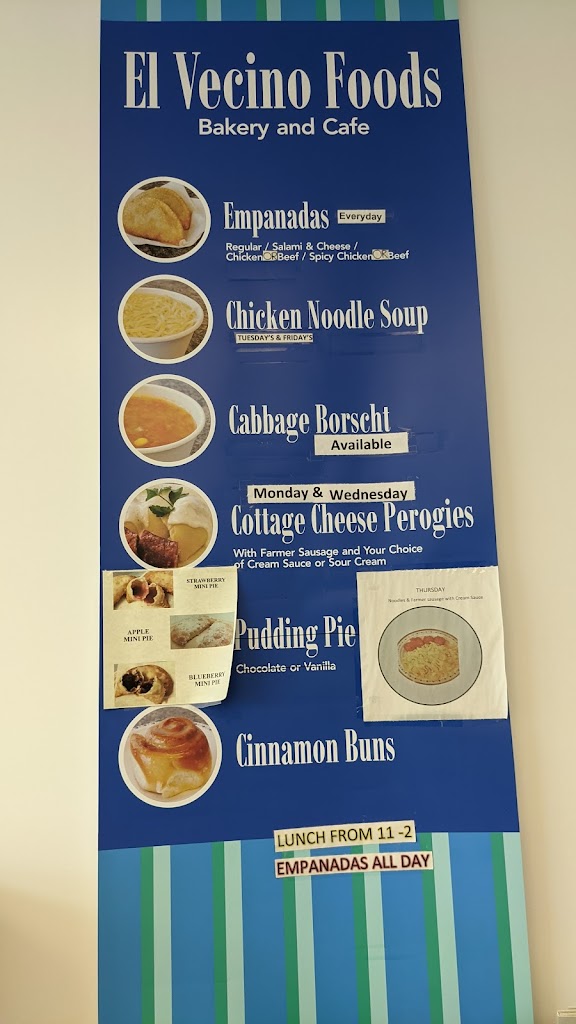 El Vecino Foods
Bakery and Cafe
Empanadas Everyday
Regular / Salami & Cheese /
Chicken OR Beef / Spicy Chicken OR Beef
Chicken Noodle Soup
TUESDAY'S & FRIDAY'S
Cabbage Borscht
Available
Monday & Wednesday
Cottage Cheese Perogies
With Farmer Sausage and Your Choice
of Cream Sauce or Sour Cream
STRAWBERRY
MINI PIE
APPLE
MINI PIE
BLUEBERRY
MINI PIE
Pudding Pie
Chocolate or Vanilla
THURSDAY
Noodles & Farmer sausage with Cream Sauce
Cinnamon Buns
LUNCH FROM 11 -2
EMPANADAS ALL DAY